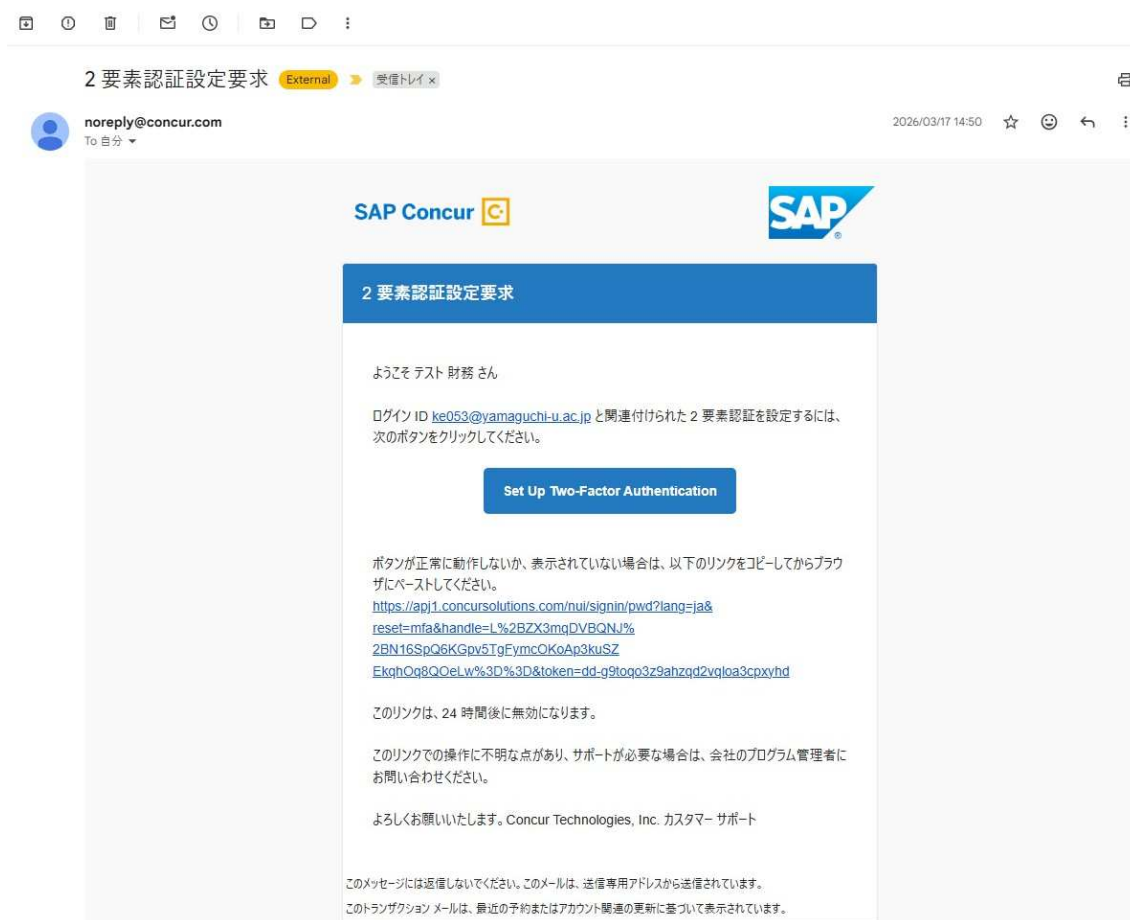 2 要素認証設定要求 External 受信トレイ ×
noreply@concur.com 2026/03/17 14:50
To 自分
SAP Concur SAP
2 要素認証設定要求
ようこそ テスト 財務 さん
ログイン ID ke053@yamaguchi-u.ac.jp と関連付けられた 2 要素認証を設定するには、
次のボタンをクリックしてください。
Set Up Two-Factor Authentication
ボタンが正常に動作しないか、表示されていない場合は、以下のリンクをコピーしてからブラウ
ザにペーストしてください。
https://apj1.concursolutions.com/nui/signin/pwd?lang=ja&
reset=mfa&handle=L%2BZX3mqDVBQNJ%
2BN16SpQ6KGpv5TgFymcOKoAp3kuSZ
EkqhOq8QOeLw%3D%3D&token=dd-g9toqo3z9ahzqd2vqloa3cpxyhd
このリンクは、24 時間後に無効になります。
このリンクでの操作に不明な点があり、サポートが必要な場合は、会社のプログラム管理者に
お問い合わせください。
よろしくお願いいたします。Concur Technologies, Inc. カスタマー サポート
このメッセージには返信しないでください。このメールは、送信専用アドレスから送信されています。
このトランザクション メールは、最近の予約またはアカウント関連の更新に基づいて表示されています。